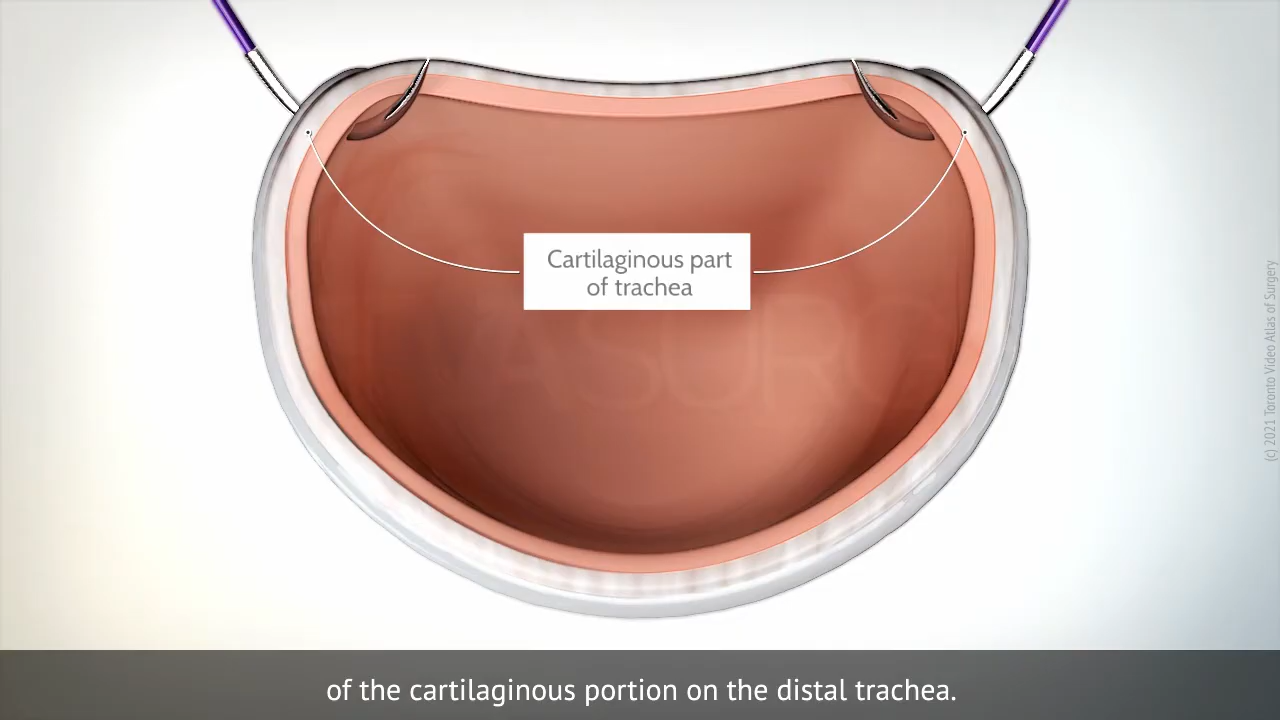 Cartilaginous part
of trachea
(c) 2021 Toronto Video Atlas of Surgery
of the cartilaginous portion on the distal trachea.